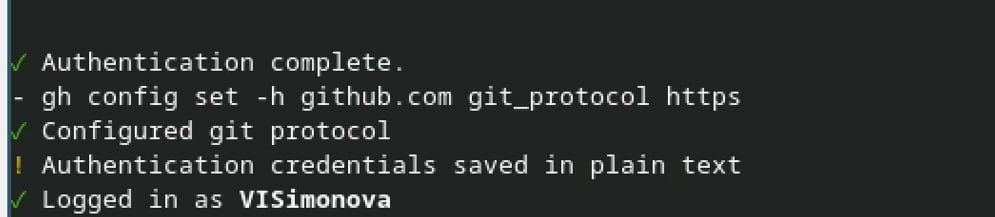 ✓ Authentication complete.
- gh config set -h github.com git_protocol https
✓ Configured git protocol
! Authentication credentials saved in plain text
✓ Logged in as VISimonova